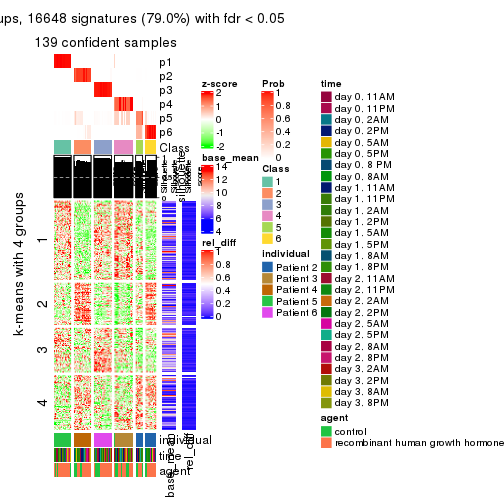 ups, 16648 signatures (79.0%) with fdr < 0.05
139 confident samples
p1
p2
p3
p4
p5
p6
Class
1
2
3
4
k-means with 4 groups
individual
time
agent
base_mean
rel_diff
z-score
2
1
0
-1
-2
base_mean
14
12
10
8
6
4
rel_diff
1
0.8
0.6
0.4
0.2
0
Prob
1
0.8
0.6
0.4
0.2
0
Class
1
2
3
4
5
6
individual
Patient 2
Patient 3
Patient 4
Patient 5
Patient 6
time
day 0. 11AM
day 0. 11PM
day 0. 2AM
day 0. 2PM
day 0. 5AM
day 0. 5PM
day 0. 8 PM
day 0. 8AM
day 1. 11AM
day 1. 11PM
day 1. 2AM
day 1. 2PM
day 1. 5AM
day 1. 5PM
day 1. 8AM
day 1. 8PM
day 2. 11AM
day 2. 11PM
day 2. 2AM
day 2. 2PM
day 2. 5AM
day 2. 5PM
day 2. 8AM
day 2. 8PM
day 3. 2AM
day 3. 2PM
day 3. 8AM
day 3. 8PM
agent
control
recombinant human growth hormone